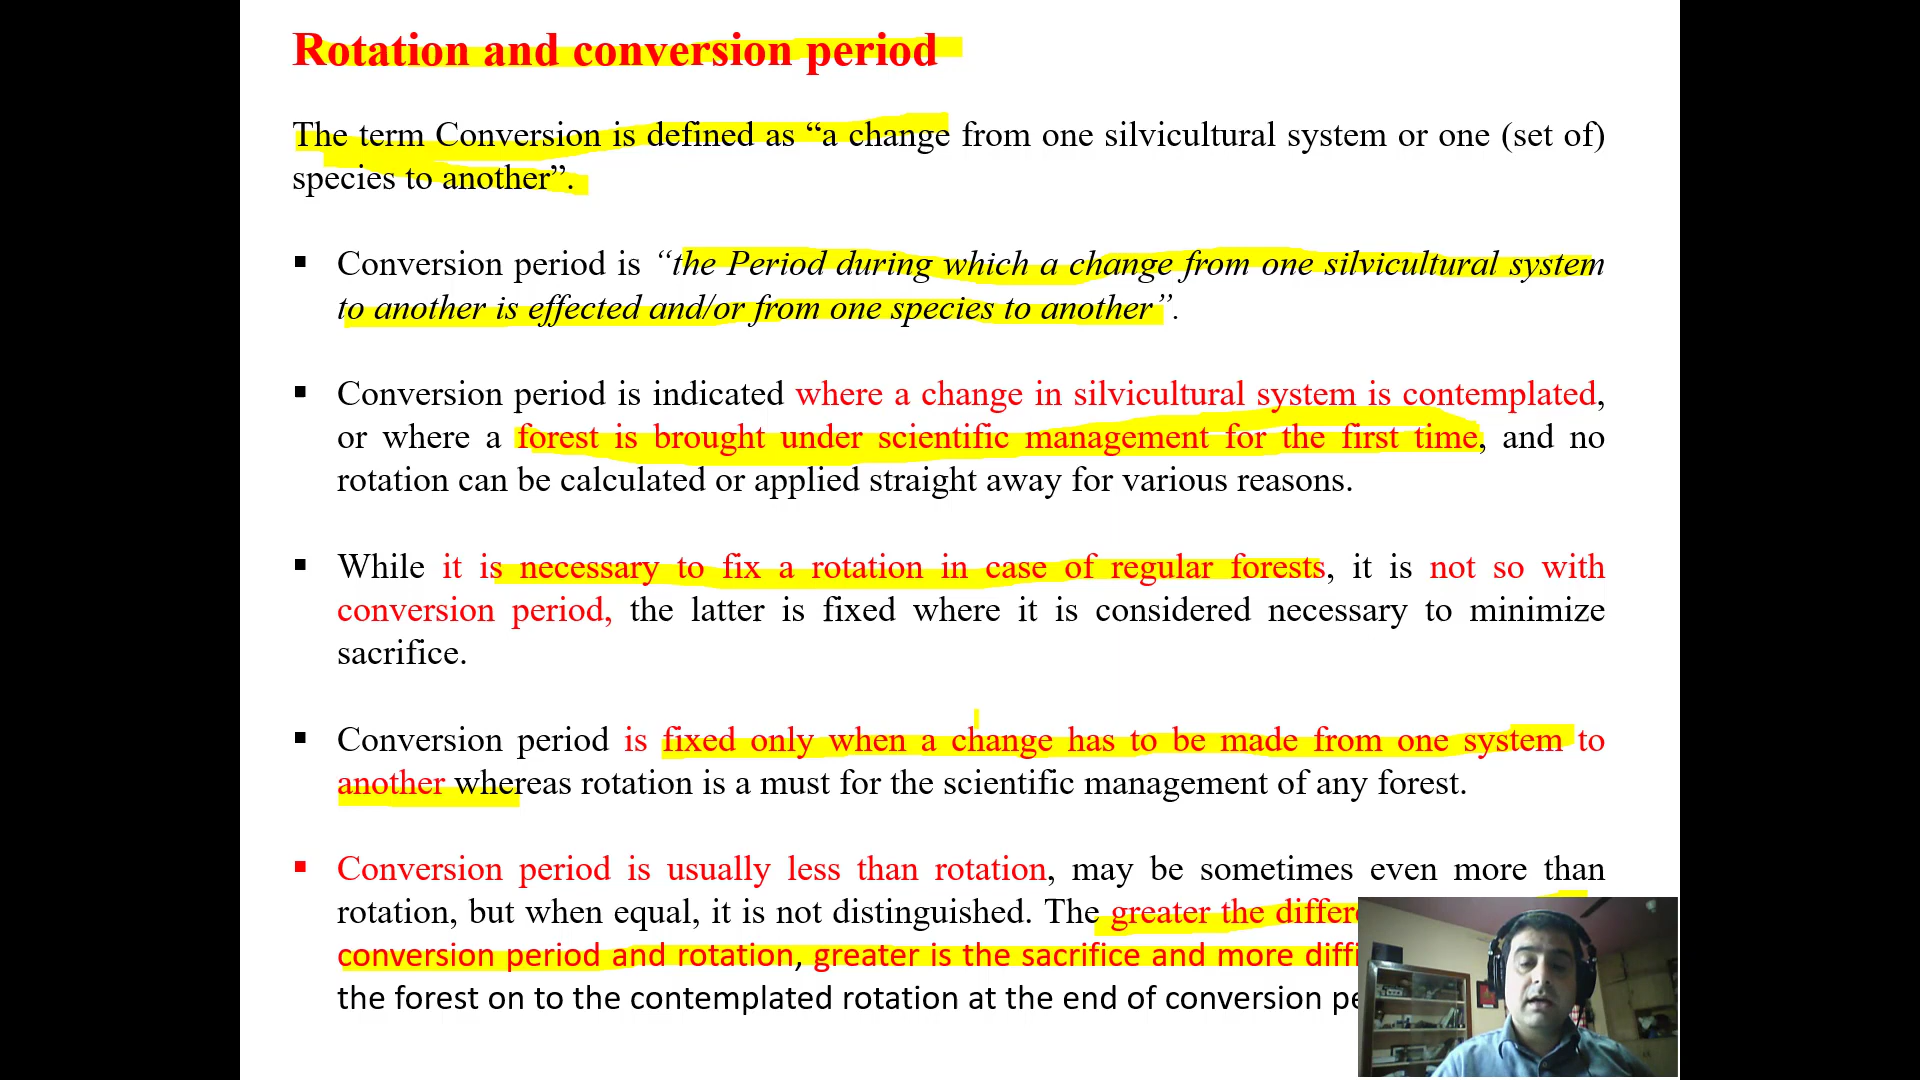 Rotation and conversion period
The term Conversion is defined as “a change from one silvicultural system or one (set of)
species to another”.
▪ Conversion period is “the Period during which a change from one silvicultural system
to another is effected and/or from one species to another”.
▪ Conversion period is indicated where a change in silvicultural system is contemplated,
or where a forest is brought under scientific management for the first time, and no
rotation can be calculated or applied straight away for various reasons.
▪ While it is necessary to fix a rotation in case of regular forests, it is not so with
conversion period, the latter is fixed where it is considered necessary to minimize
sacrifice.
▪ Conversion period is fixed only when a change has to be made from one system to
another whereas rotation is a must for the scientific management of any forest.
▪ Conversion period is usually less than rotation, may be sometimes even more than
rotation, but when equal, it is not distinguished. The greater the
conversion period and rotation, greater is the sacrifice and more
the forest on to the contemplated rotation at the end of conversion